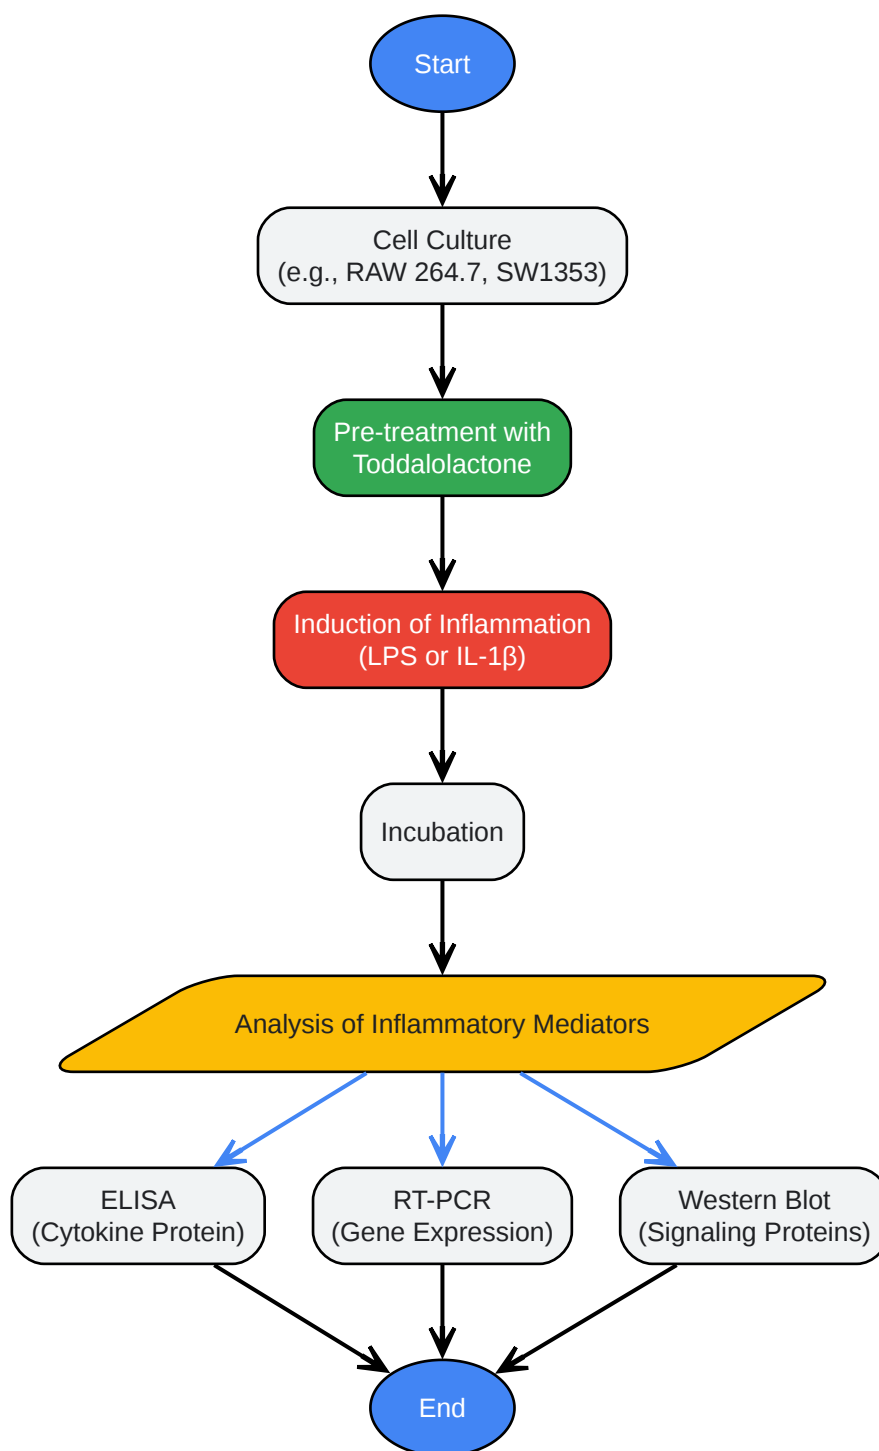 Start
Cell Culture
(e.g., RAW 264.7, SW1353)
Pre-treatment with
Toddalolactone
Induction of Inflammation
(LPS or IL-1β)
Incubation
Analysis of Inflammatory Mediators
ELISA
(Cytokine Protein)
RT-PCR
(Gene Expression)
Western Blot
(Signaling Proteins)
End